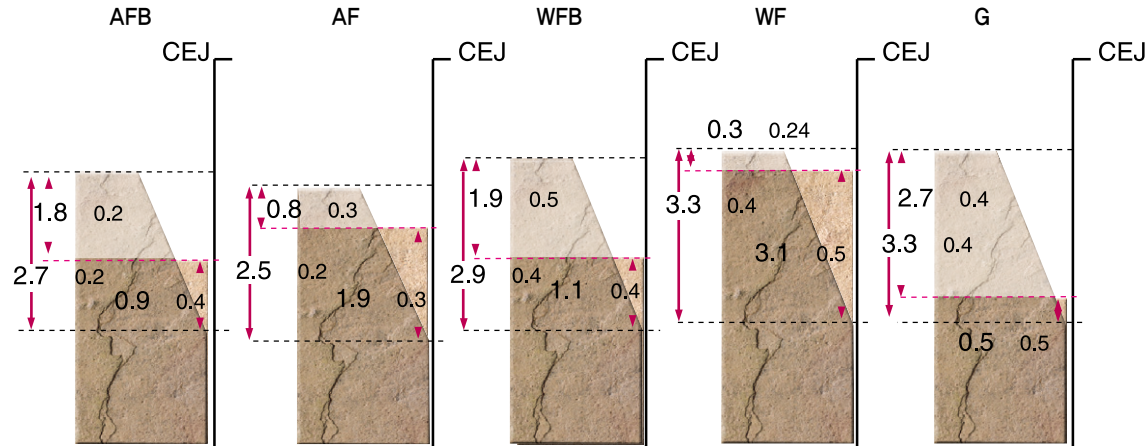 AFB AF WFB WF G
CEJ CEJ CEJ CEJ CEJ
0.3 0.24
1.8 0.2 0.8 0.3 1.9 0.5 3.3 0.4 2.7 0.4
2.7 0.2 0.9 0.4 2.5 0.2 1.9 0.3 2.9 0.4 1.1 0.4 3.1 0.5 3.3 0.4
0.5 0.5